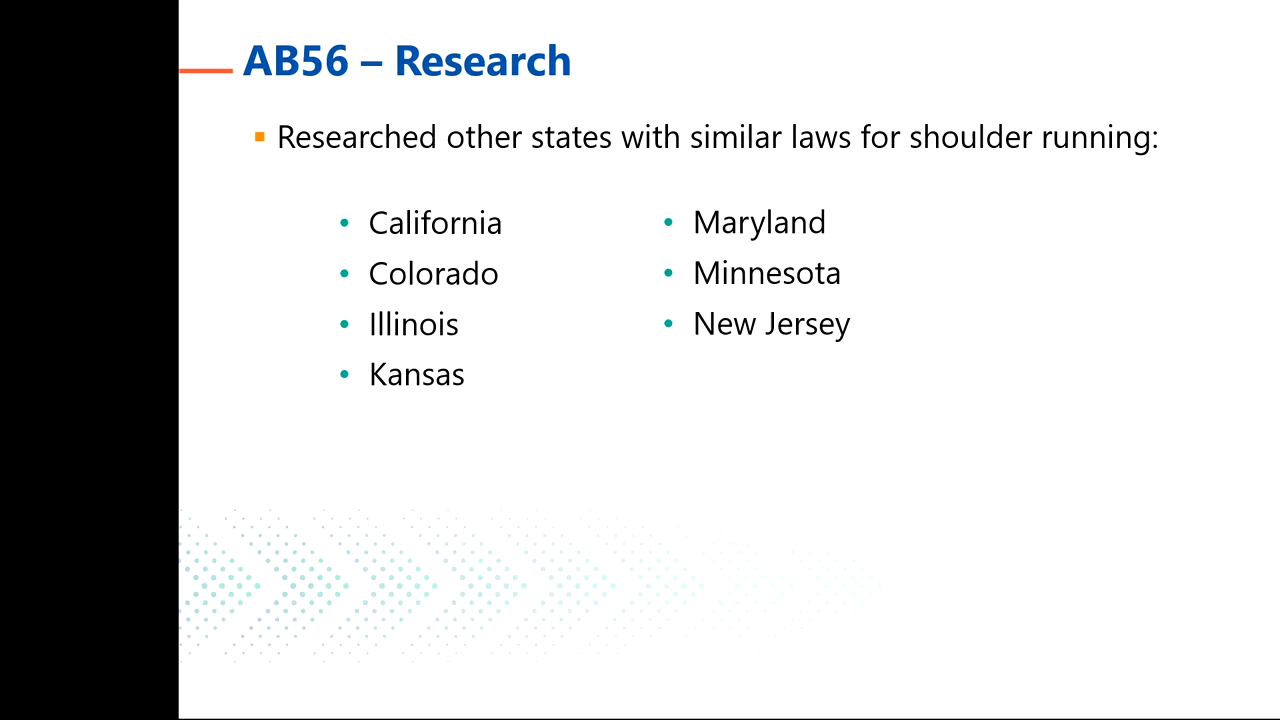 AB56 – Research
Researched other states with similar laws for shoulder running:
California
Colorado
Illinois
Kansas
Maryland
Minnesota
New Jersey